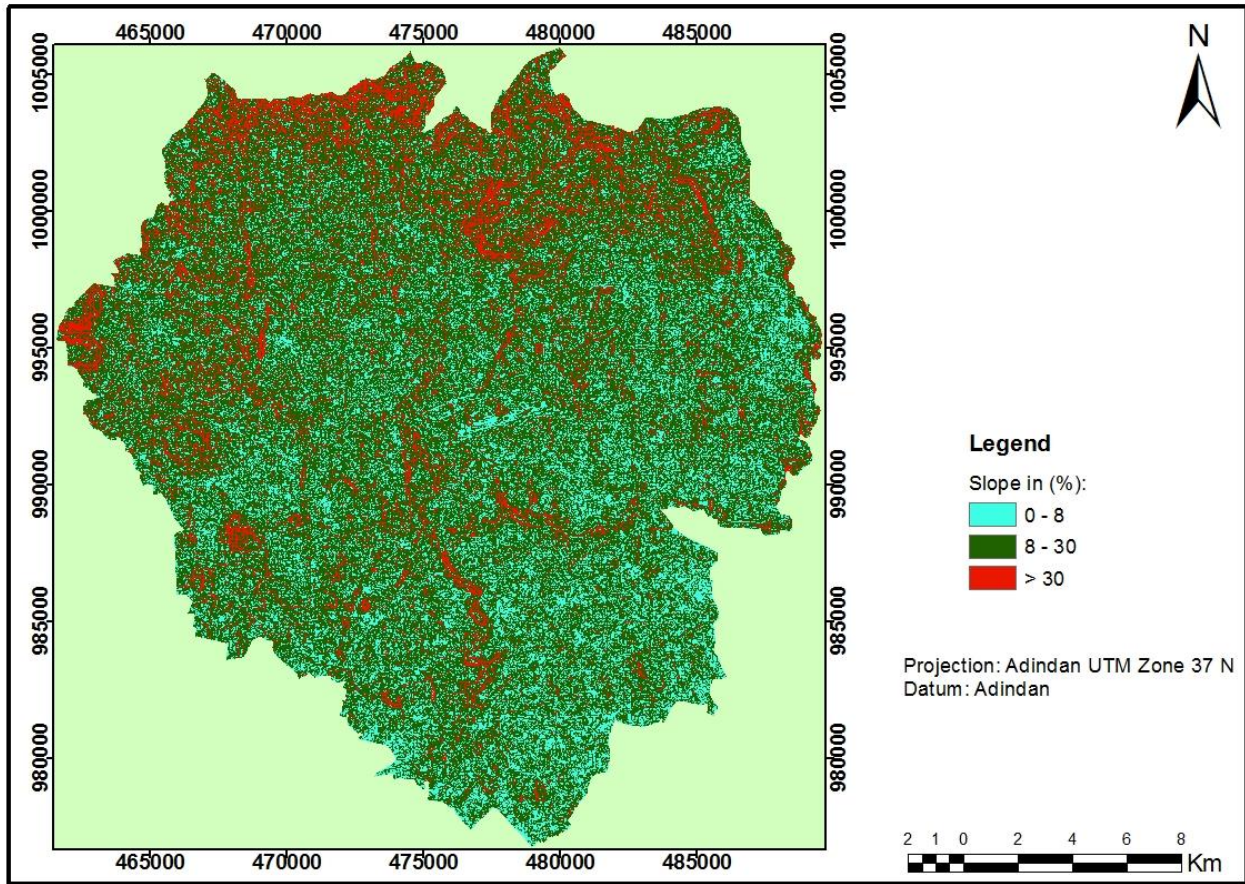 465000 470000 475000 480000 485000
N
1005000 1005000
1000000 1000000
995000 995000
990000 990000
985000 985000
980000 980000
465000 470000 475000 480000 485000
Legend
Slope in (%):
0 - 8
8 - 30
> 30
Projection: Adindan UTM Zone 37 N
Datum: Adindan
2 1 0 2 4 6 8
Km